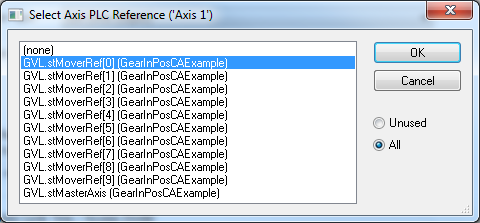 Select Axis PLC Reference ('Axis 1')
(none)
GVL.stMoverRef[0] (GearInPosCAExample)
GVL.stMoverRef[1] (GearInPosCAExample)
GVL.stMoverRef[2] (GearInPosCAExample)
GVL.stMoverRef[3] (GearInPosCAExample)
GVL.stMoverRef[4] (GearInPosCAExample)
GVL.stMoverRef[5] (GearInPosCAExample)
GVL.stMoverRef[6] (GearInPosCAExample)
GVL.stMoverRef[7] (GearInPosCAExample)
GVL.stMoverRef[8] (GearInPosCAExample)
GVL.stMoverRef[9] (GearInPosCAExample)
GVL.stMasterAxis (GearInPosCAExample)
OK
Cancel
Unused
All